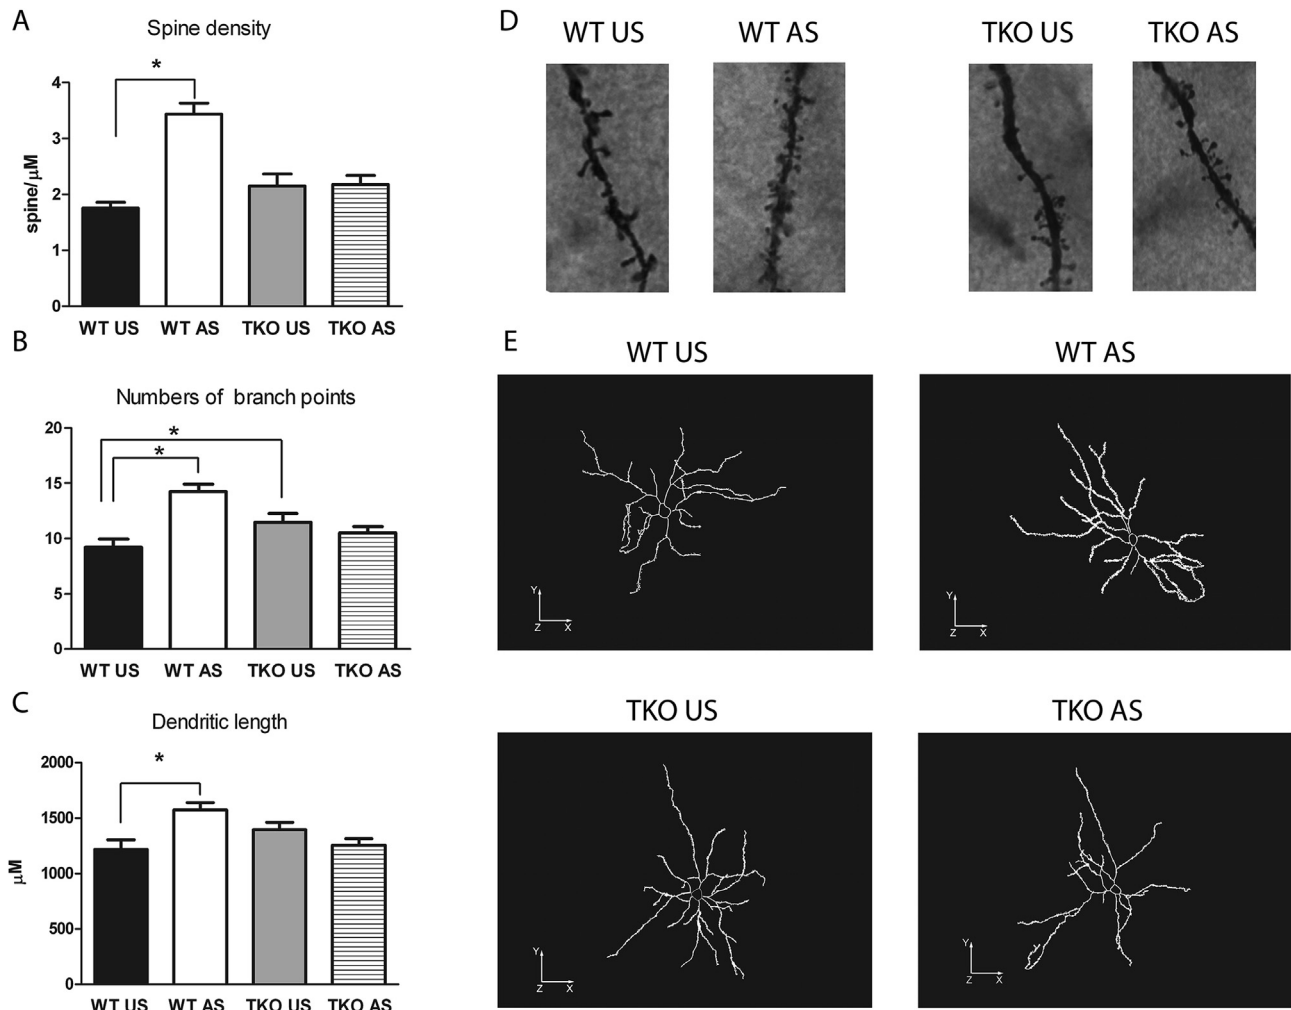 A
Spine density
*
4
3
2
1
0
spine/μM
WT US
WT AS
TKO US
TKO AS
B
Numbers of branch points
*
*
20
15
10
5
0
WT US
WT AS
TKO US
TKO AS
C
Dendritic length
*
2000
1500
1000
500
0
μM
WT US
WT AS
TKO US
TKO AS
D
WT US
WT AS
TKO US
TKO AS
E
WT US
Y
Z
X
WT AS
Y
Z
X
TKO US
Y
Z
X
TKO AS
Y
Z
X